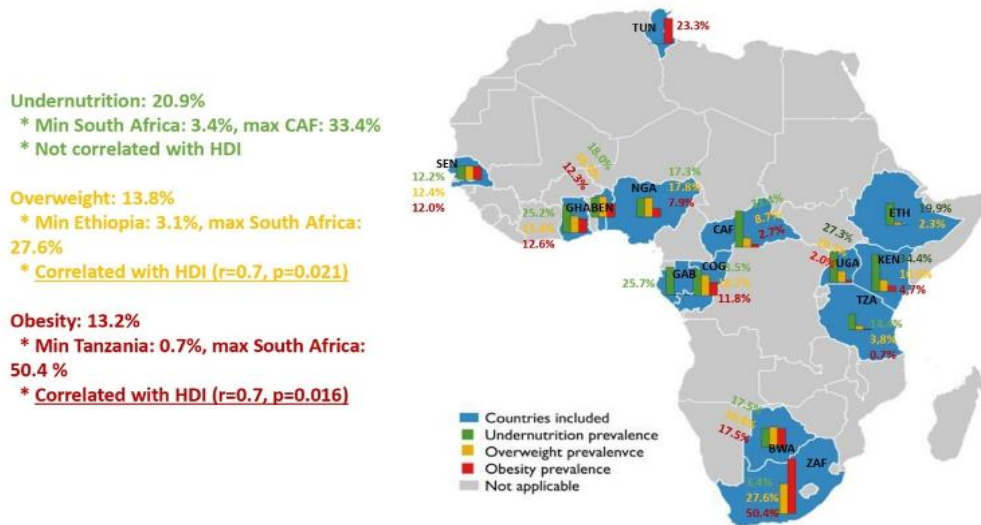 Undernutrition: 20.9%
* Min South Africa: 3.4%, max CAF: 33.4%
* Not correlated with HDI
Overweight: 13.8%
* Min Ethiopia: 3.1%, max South Africa:
27.6%
* Correlated with HDI (r=0.7, p=0.021)
Obesity: 13.2%
* Min Tanzania: 0.7%, max South Africa:
50.4 %
* Correlated with HDI (r=0.7, p=0.016)
TUN
23.3%
SEN
12.2%
12.4%
12.0%
18.0%
12.3%
GHA
BEN
25.2%
12.6%
NGA
17.3%
17.8%
7.9%
CAF
8.7%
2.7%
ETH
19.9%
2.3%
27.3%
2.0%
UGA
KEN
4,7%
GAB
25.7%
COG
11.8%
TZA
3,8%
0.7%
17.5%
17.5%
BWA
ZAF
3.4%
27.6%
50.4%
Countries included
Undernutrition prevalence
Overweight prevalenvce
Obesity prevalence
Not applicable